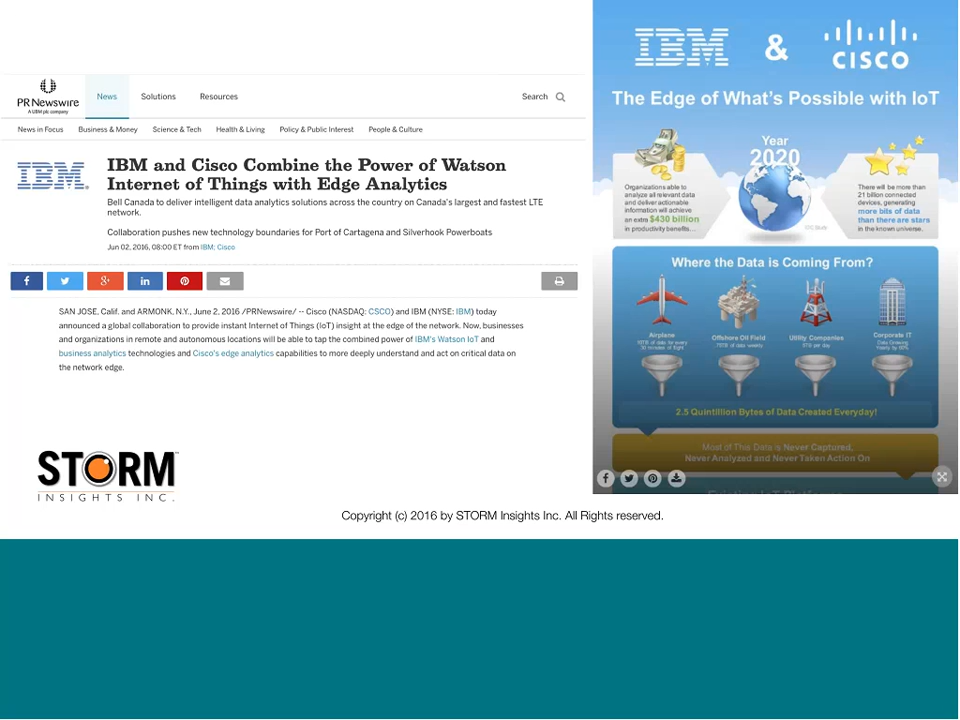 PR Newswire
A UBM plc company
News
Solutions
Resources
Search
News in Focus
Business & Money
Science & Tech
Health & Living
Policy & Public Interest
People & Culture
IBM.
IBM and Cisco Combine the Power of Watson
Internet of Things with Edge Analytics
Bell Canada to deliver intelligent data analytics solutions across the country on Canada's largest and fastest LTE
network.
Collaboration pushes new technology boundaries for Port of Cartagena and Silverhook Powerboats
Jun 02, 2016, 08:00 ET from IBM; Cisco
SAN JOSE, Calif. and ARMONK, N.Y., June 2, 2016 /PRNewswire/ -- Cisco (NASDAQ: CSCO) and IBM (NYSE: IBM) today
announced a global collaboration to provide instant Internet of Things (IoT) insight at the edge of the network. Now, businesses
and organizations in remote and autonomous locations will be able to tap the combined power of IBM's Watson IoT and
business analytics technologies and Cisco's edge analytics capabilities to more deeply understand and act on critical data on
the network edge.
STORM
INSIGHTS INC.
IBM & CISCO
The Edge of What's Possible with IoT
Year
2020
Organizations able to
analyze all relevant data
and deliver actionable
information will achieve
an extra $430 billion
in productivity benefits...
There will be more than
21 billion connected
devices, generating
more bits of data
than there are stars
in the known universe.
Where the Data is Coming From?
Airplane
Offshore Oil Field
Utility Companies
Corporate IT
2.5 Quintillion Bytes of Data Created Everyday!
Most of This Data is Never Captured,
Never Analyzed and Never Taken Action On
Copyright (c) 2016 by STORM Insights Inc. All Rights reserved.